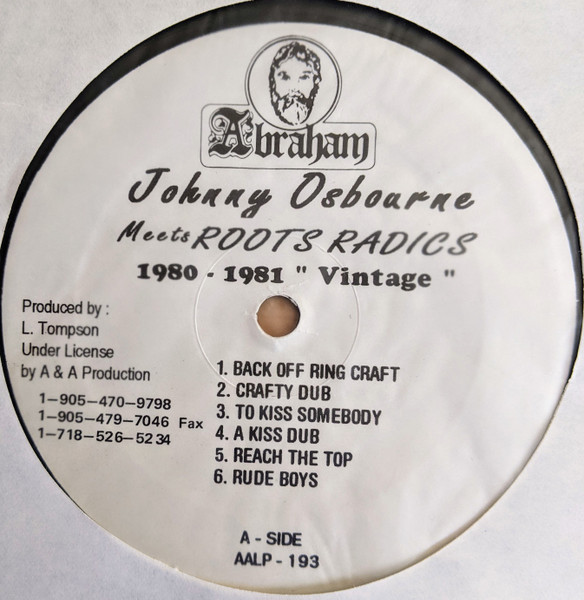 Abraham
Johnny Osbourne
Meets ROOTS RADICS
1980 - 1981 " Vintage "
Produced by :
L. Tompson
Under License
by A & A Production
1-905-470-9798
1-905-479-7046 Fax
1-718-526-5234
1. BACK OFF RING CRAFT
2. CRAFTY DUB
3. TO KISS SOMEBODY
4. A KISS DUB
5. REACH THE TOP
6. RUDE BOYS
A - SIDE
AALP - 193